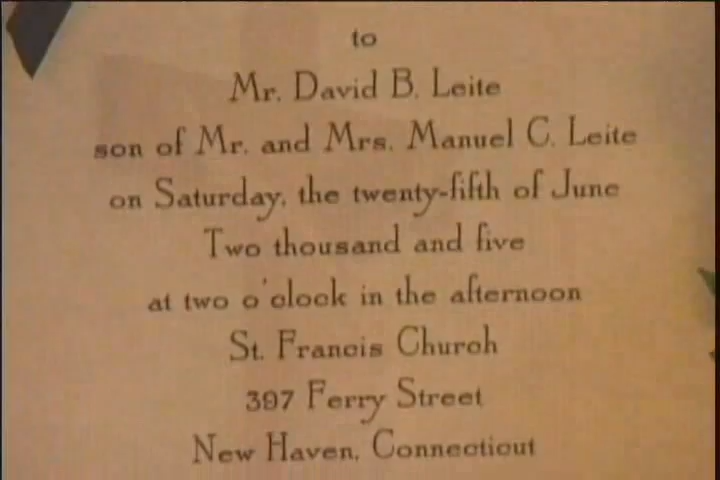 to
Mr. David B. Leite
son of Mr. and Mrs. Manuel C. Leite
on Saturday, the twenty-fifth of June
Two thousand and five
at two o'clock in the afternoon
St. Francis Church
397 Ferry Street
New Haven, Connecticut